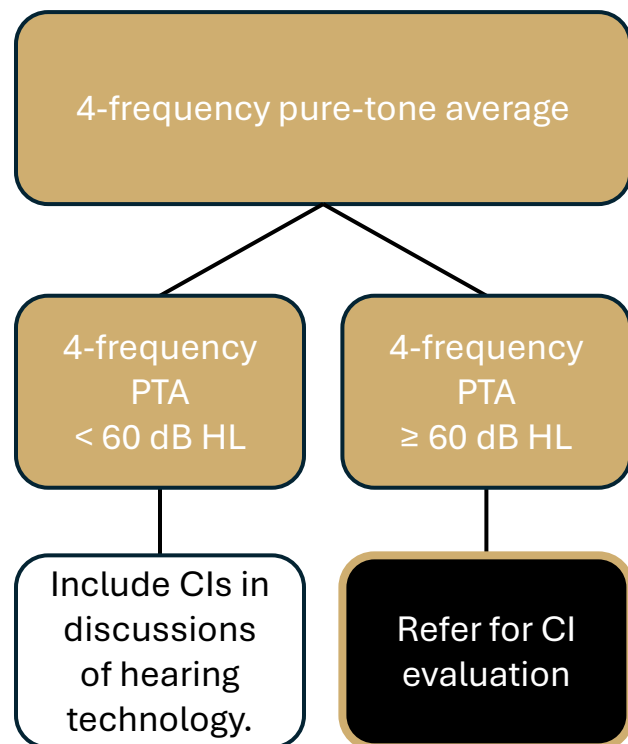 4-frequency pure-tone average
4-frequency
PTA
< 60 dB HL
4-frequency
PTA
≥ 60 dB HL
Include CIs in
discussions
of hearing
technology.
Refer for CI
evaluation